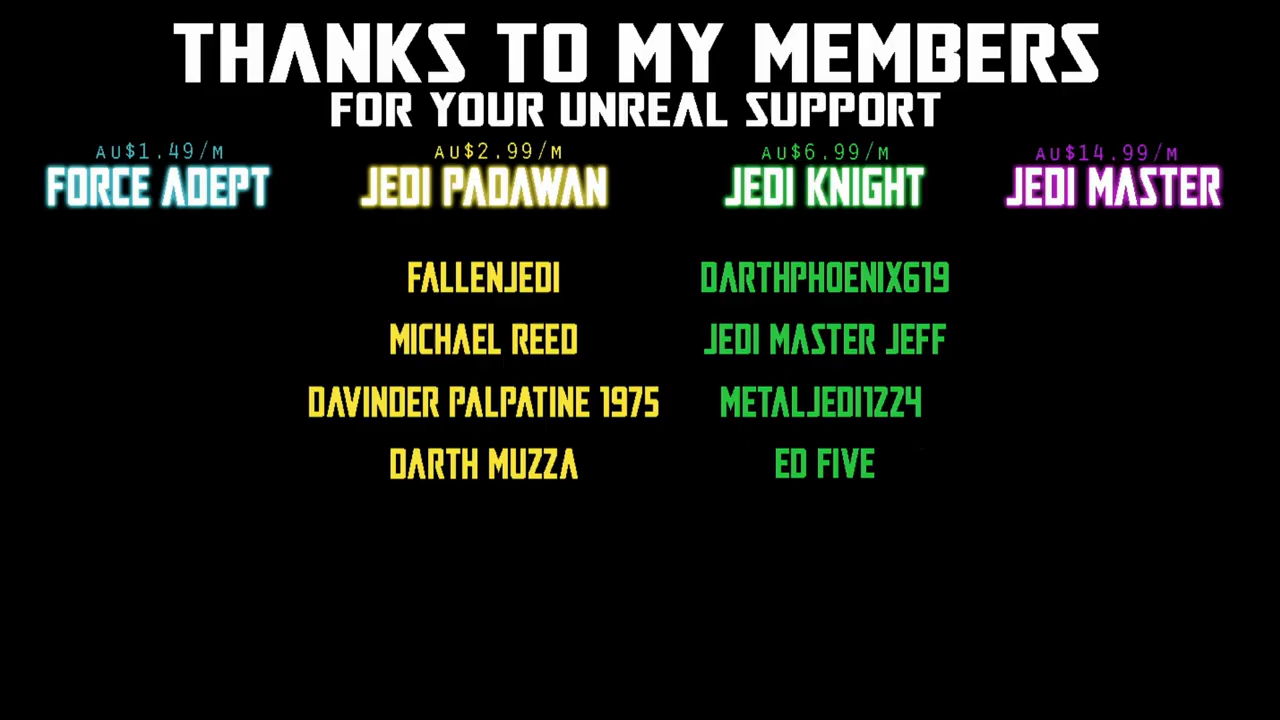 THANKS TO MY MEMBERS
FOR YOUR UNREAL SUPPORT
AU$1.49/M AU$2.99/M AU$6.99/M AU$14.99/M
FORCE ADEPT JEDI PADAWAN JEDI KNIGHT JEDI MASTER
FALLENJEDI DARTHPHOENIX619
MICHAEL REED JEDI MASTER JEFF
DAVINDER PALPATINE 1975 METALJEDI1224
DARTH MUZZA ED FIVE